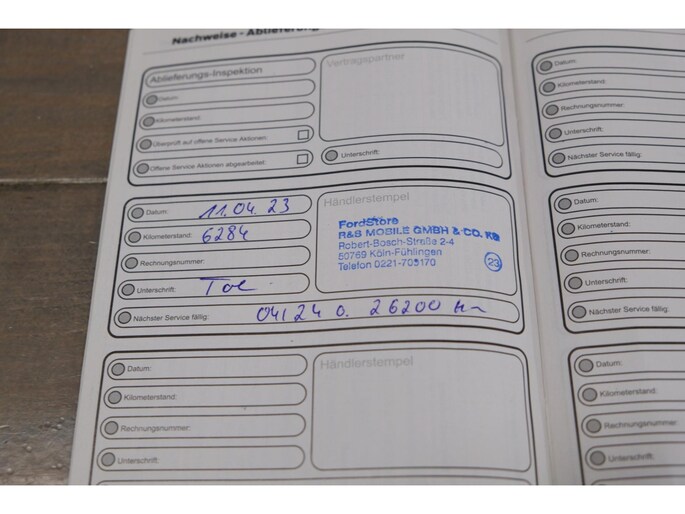 Nachweise - Ablieferung
Ablieferungs-Inspektion
Datum:
Kilometerstand:
Überprüft auf offene Service Aktionen:
Offene Service Aktionen abgearbeitet:
Vertragspartner
Unterschrift:
Datum: 11.04.23
Kilometerstand: 6284
Rechnungsnummer:
Unterschrift:
Nächster Service fällig: 04/24 o. 26200 km
Händlerstempel
FordStore
R&S MOBILE GMBH & CO. KG
Robert-Bosch-Straße 2-4
50769 Köln-Fühlingen
Telefon 0221-709170
23
Datum:
Kilometerstand:
Rechnungsnummer:
Unterschrift:
Händlerstempel
Datum:
Kilometerstand:
Rechnungsnummer:
Unterschrift:
Nächster Service fällig:
Datum:
Kilometerstand:
Rechnungsnummer:
Unterschrift:
Nächster Service fällig:
Datum:
Kilometerstand:
Rechnungsnummer:
Unterschrift: